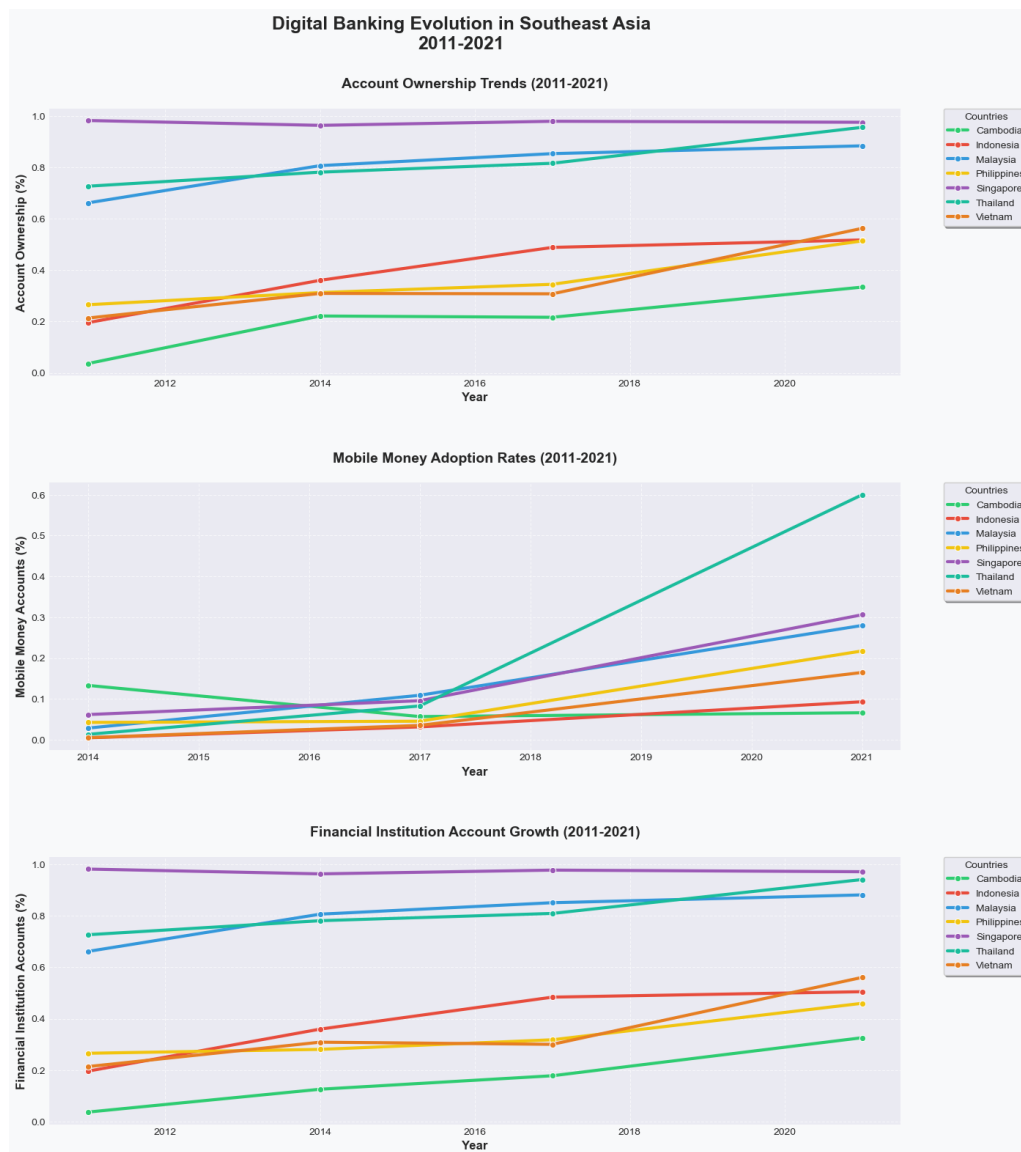 Digital Banking Evolution in Southeast Asia
2011-2021
Account Ownership Trends (2011-2021)
Account Ownership (%)
1.0
0.8
0.6
0.4
0.2
0.0
2012
2014
2016
2018
2020
Year
Countries
Cambodia
Indonesia
Malaysia
Philippines
Singapore
Thailand
Vietnam
Mobile Money Adoption Rates (2011-2021)
Mobile Money Accounts (%)
0.6
0.5
0.4
0.3
0.2
0.1
0.0
2014
2015
2016
2017
2018
2019
2020
2021
Year
Countries
Cambodia
Indonesia
Malaysia
Philippines
Singapore
Thailand
Vietnam
Financial Institution Account Growth (2011-2021)
Financial Institution Accounts (%)
1.0
0.8
0.6
0.4
0.2
0.0
2012
2014
2016
2018
2020
Year
Countries
Cambodia
Indonesia
Malaysia
Philippines
Singapore
Thailand
Vietnam